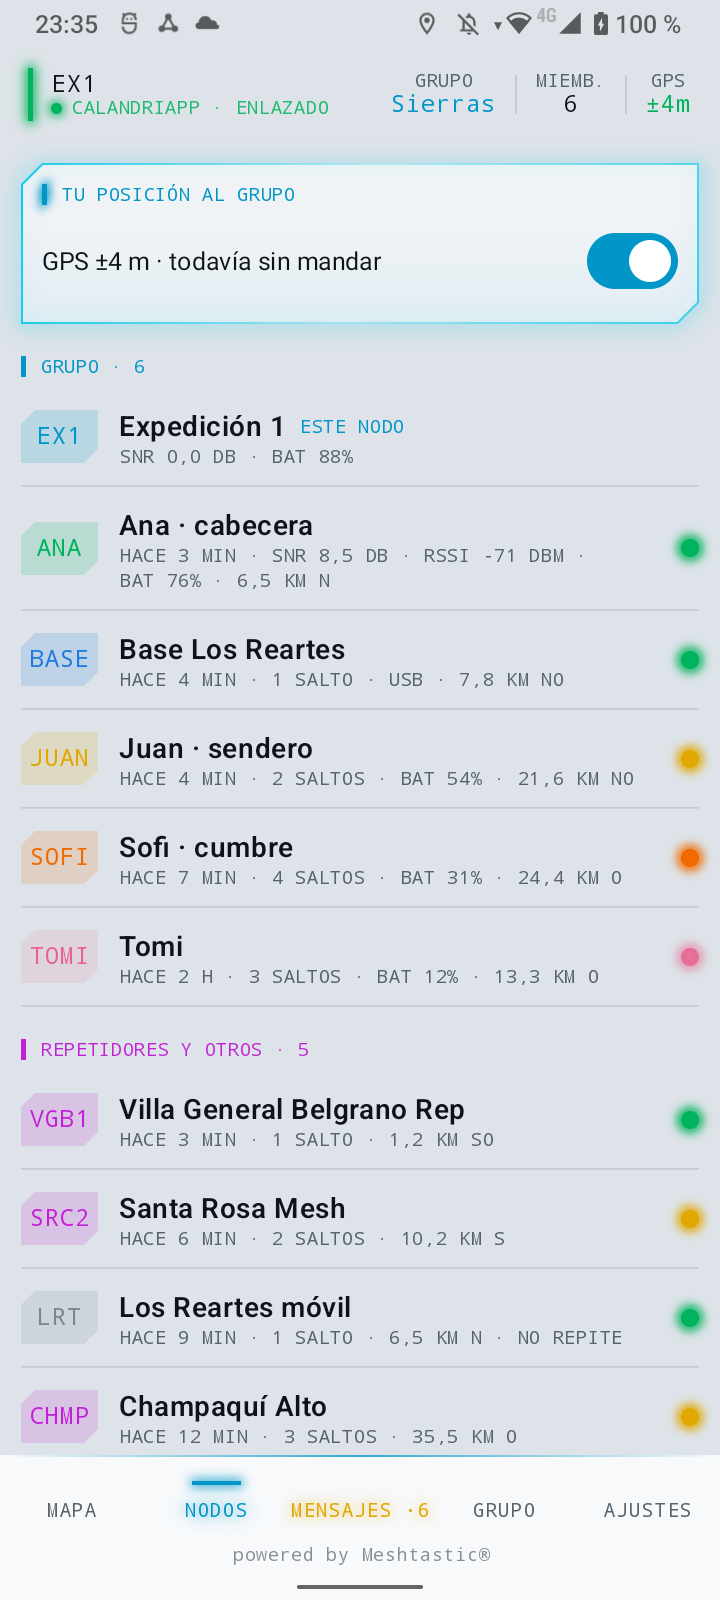 23:35
4G
100 %
EX1
CALANDRIAPP · ENLAZADO
GRUPO
Sierras
MIEMB.
6
GPS
±4m
TU POSICIÓN AL GRUPO
GPS ±4 m · todavía sin mandar
GRUPO · 6
EX1
Expedición 1 ESTE NODO
SNR 0,0 DB · BAT 88%
ANA
Ana · cabecera
HACE 3 MIN · SNR 8,5 DB · RSSI -71 DBM ·
BAT 76% · 6,5 KM N
BASE
Base Los Reartes
HACE 4 MIN · 1 SALTO · USB · 7,8 KM NO
JUAN
Juan · sendero
HACE 4 MIN · 2 SALTOS · BAT 54% · 21,6 KM NO
SOFI
Sofi · cumbre
HACE 7 MIN · 4 SALTOS · BAT 31% · 24,4 KM O
TOMI
Tomi
HACE 2 H · 3 SALTOS · BAT 12% · 13,3 KM O
REPETIDORES Y OTROS · 5
VGB1
Villa General Belgrano Rep
HACE 3 MIN · 1 SALTO · 1,2 KM SO
SRC2
Santa Rosa Mesh
HACE 6 MIN · 2 SALTOS · 10,2 KM S
LRT
Los Reartes móvil
HACE 9 MIN · 1 SALTO · 6,5 KM N · NO REPITE
CHMP
Champaquí Alto
HACE 12 MIN · 3 SALTOS · 35,5 KM O
MAPA
NODOS
MENSAJES ·6
GRUPO
AJUSTES
powered by Meshtastic®